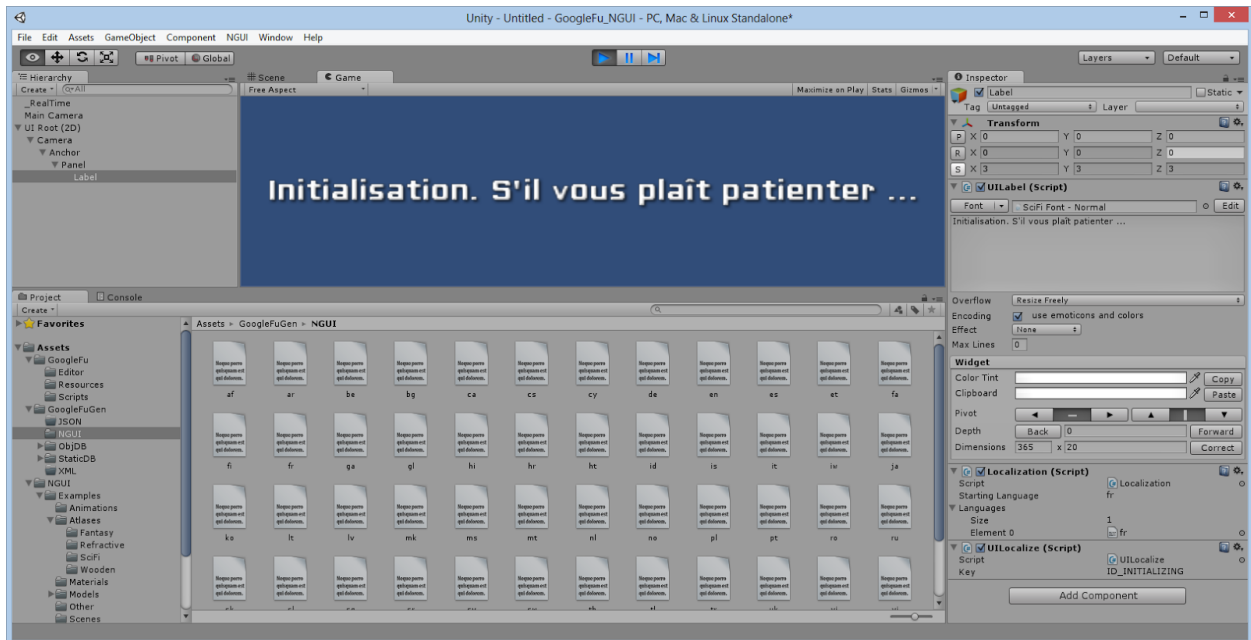 Unity - Untitled - GoogleFu_NGUI - PC, Mac & Linux Standalone*
File Edit Assets GameObject Component NGUI Window Help
Pivot Global
Layers Default
Hierarchy
Create All
_RealTime
Main Camera
UI Root (2D)
Camera
Anchor
Panel
Label
Scene Game
Free Aspect Maximize on Play Stats Gizmos
Initialisation. S'il vous plaît patienter ...
Project Console
Create
Favorites
Assets
GoogleFu
Editor
Resources
Scripts
GoogleFuGen
JSON
NGUI
ObjDB
StaticDB
XML
NGUI
Examples
Animations
Atlases
Fantasy
Refractive
SciFi
Wooden
Materials
Models
Other
Scenes
Assets GoogleFuGen NGUI
af ar be bg ca cs cy de en es et fa
fi fr ga gl hi hr ht id is it iw ja
ko lt lv mk ms mt nl no pl pt ro ru
Inspector
Label Static
Tag Untagged Layer
Transform
P X 0 Y 0 Z 0
R X 0 Y 0 Z 0
S X 3 Y 3 Z 3
UILabel (Script)
Font SciFi Font - Normal Edit
Initialisation. S'il vous plaît patienter ...
Overflow Resize Freely
Encoding use emoticons and colors
Effect None
Max Lines 0
Widget
Color Tint Copy
Clipboard Paste
Pivot
Depth Back 0 Forward
Dimensions 365 x 20 Correct
Localization (Script)
Script Localization
Starting Language fr
Languages
Size 1
Element 0 fr
UILocalize (Script)
Script UILocalize
Key ID_INITIALIZING
Add Component